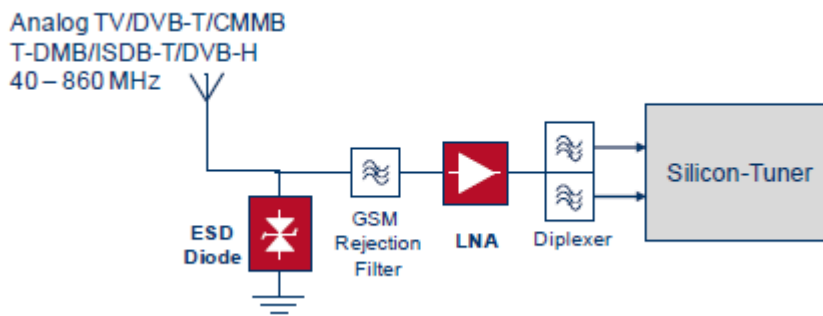 Analog TV/DVB-T/CMMB
T-DMB/ISDB-T/DVB-H
40 – 860 MHz
Silicon-Tuner
ESD
Diode
GSM
Rejection
Filter
LNA
Diplexer